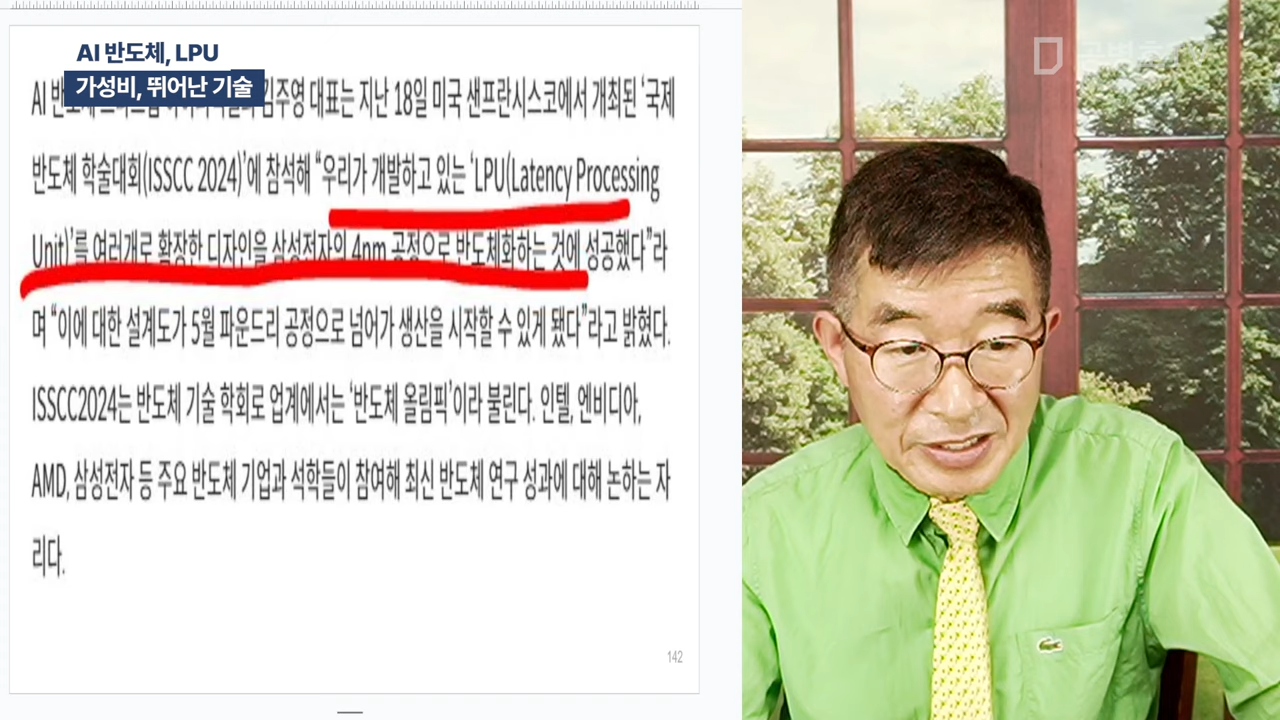 AI 반도체, LPU
가성비, 뛰어난 기술
AI 김주영 대표는 지난 18일 미국 샌프란시스코에서 개최된 ‘국제
반도체 학술대회(ISSCC 2024)’에 참석해 “우리가 개발하고 있는 ‘LPU(Latency Processing
Unit)’를 여러개로 확장한 디자인을 삼성전자의 4nm 공정으로 반도체화하는 것에 성공했다”라
며 “이에 대한 설계도가 5월 파운드리 공정으로 넘어가 생산을 시작할 수 있게 됐다”라고 밝혔다.
ISSCC2024는 반도체 기술 학회로 업계에서는 ‘반도체 올림픽’이라 불린다. 인텔, 엔비디아,
AMD, 삼성전자 등 주요 반도체 기업과 석학들이 참여해 최신 반도체 연구 성과에 대해 논하는 자
리다.
142